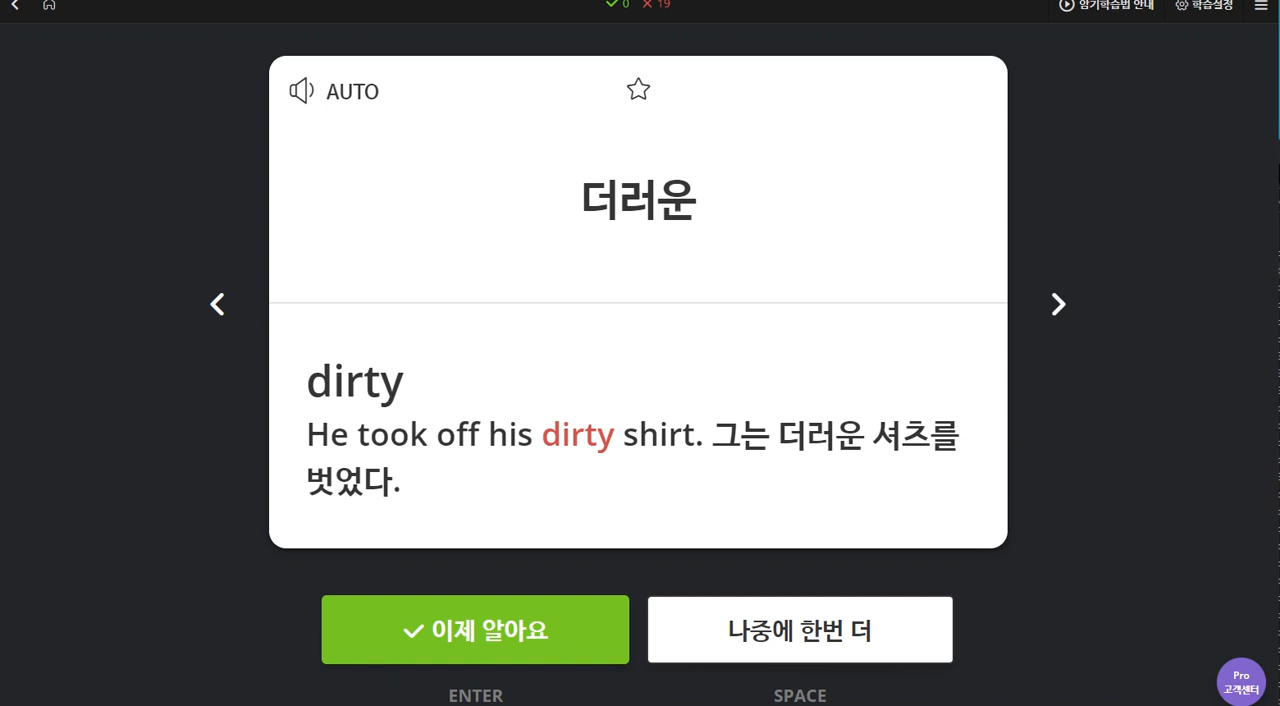 0 19 암기학습법 안내 학습설정
AUTO
더러운
dirty
He took off his dirty shirt. 그는 더러운 셔츠를
벗었다.
이제 알아요 나중에 한번 더
ENTER SPACE
Pro
고객센터